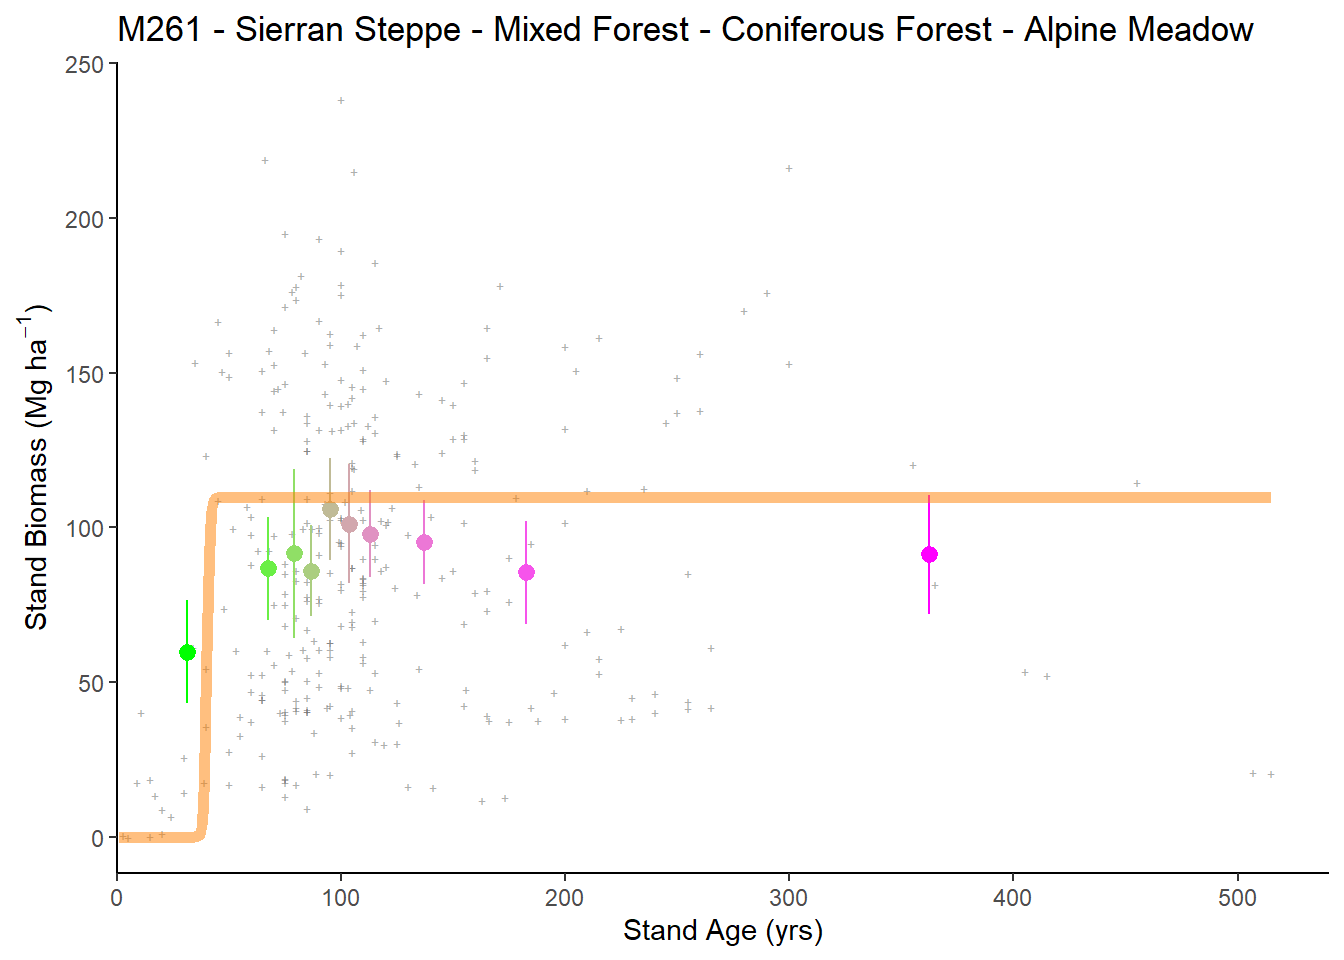 M261 - Sierran Steppe - Mixed Forest - Coniferous Forest - Alpine Meadow
Stand Biomass (Mg ha⁻¹)
250
200
150
100
50
0
0 100 200 300 400 500
Stand Age (yrs)